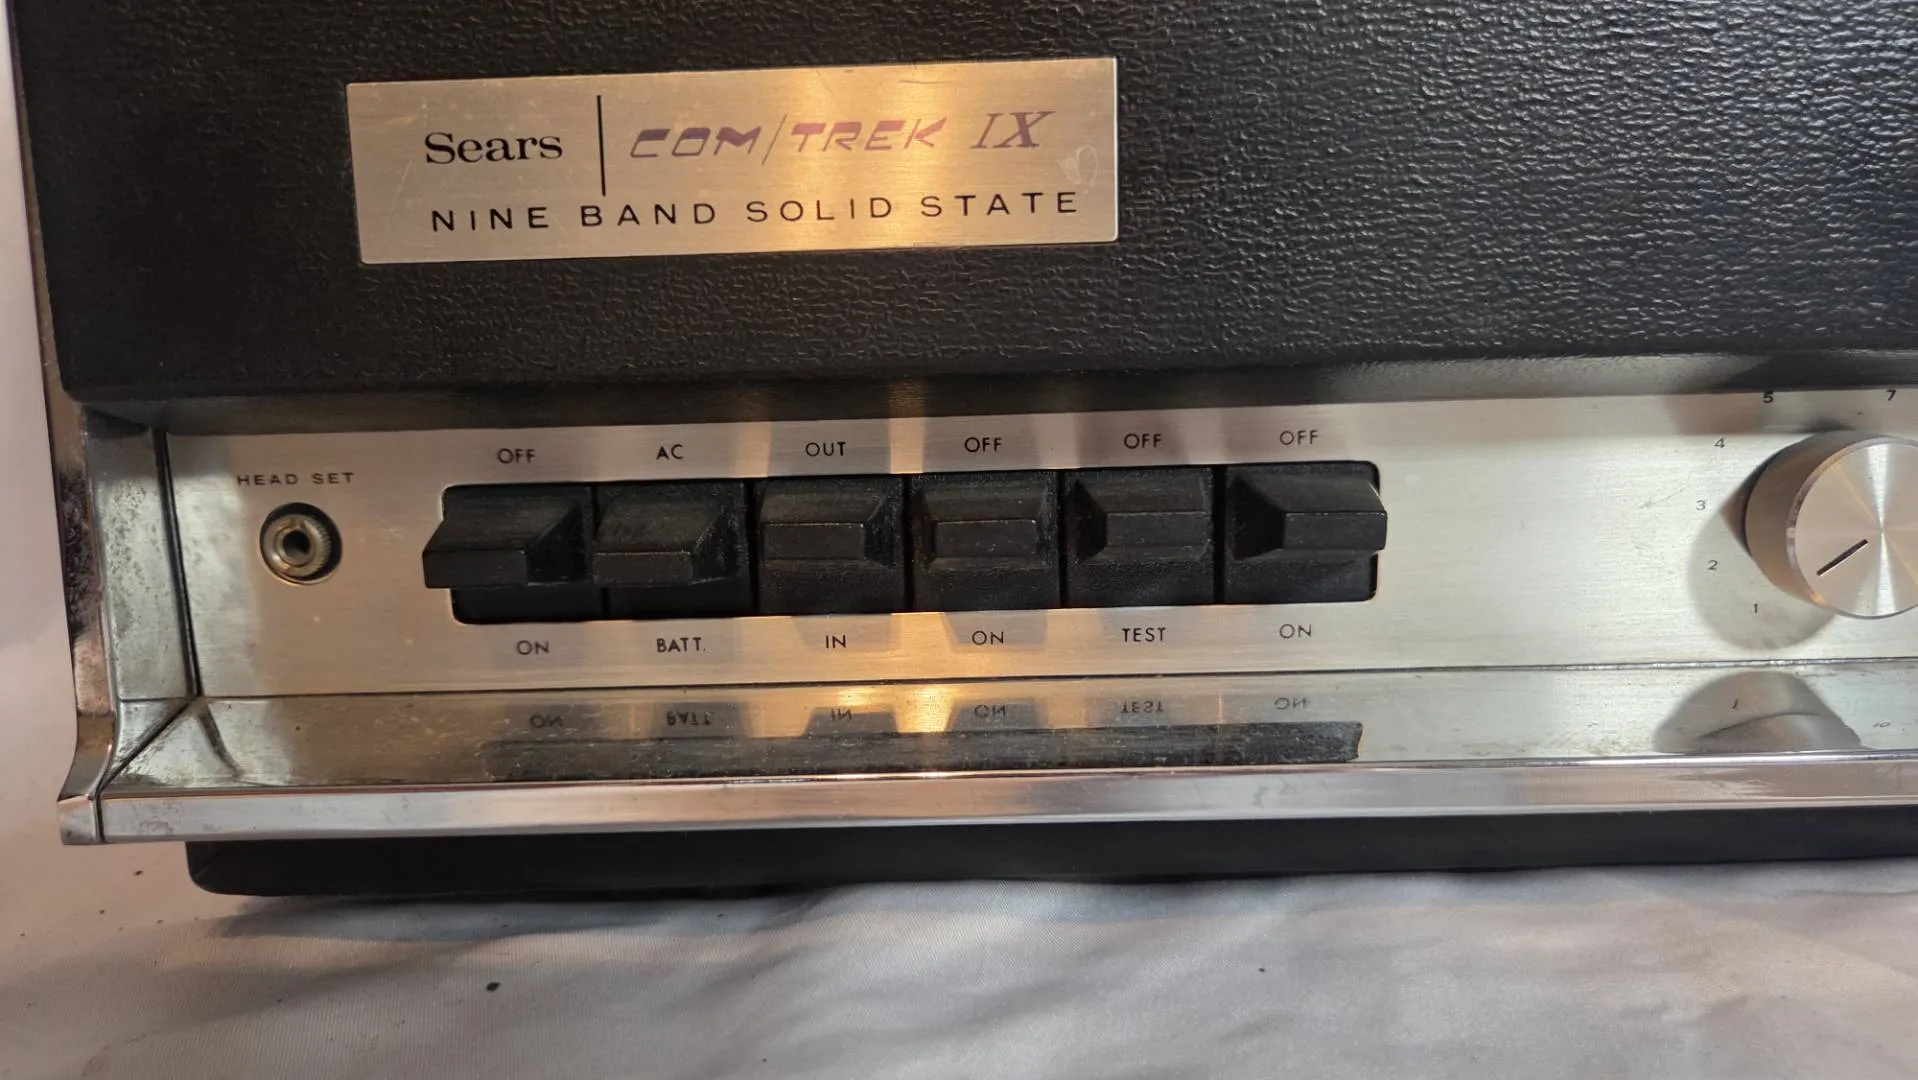 Sears | COM/TREK IX
NINE BAND SOLID STATE
HEAD SET
OFF AC OUT OFF OFF OFF
ON BATT. IN ON TEST ON
5 7
4
3
2
1